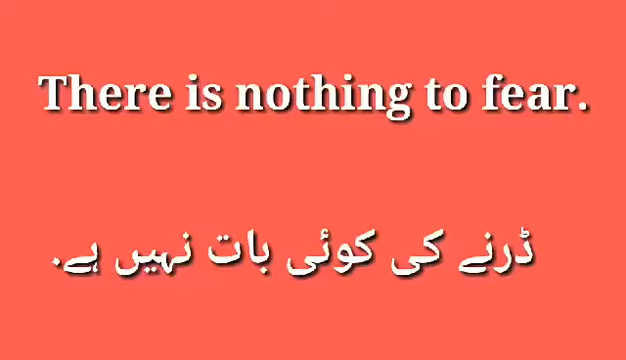 There is nothing to fear.
ڈرنے کی کوئی بات نہیں ہے.